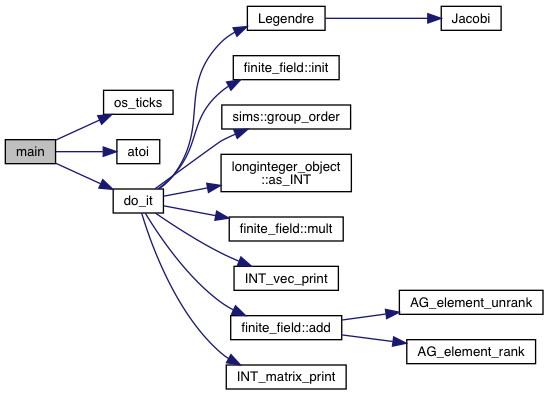 main
os_ticks
atoi
do_it
Legendre
Jacobi
finite_field::init
sims::group_order
longinteger_object
::as_INT
finite_field::mult
INT_vec_print
finite_field::add
AG_element_unrank
AG_element_rank
INT_matrix_print